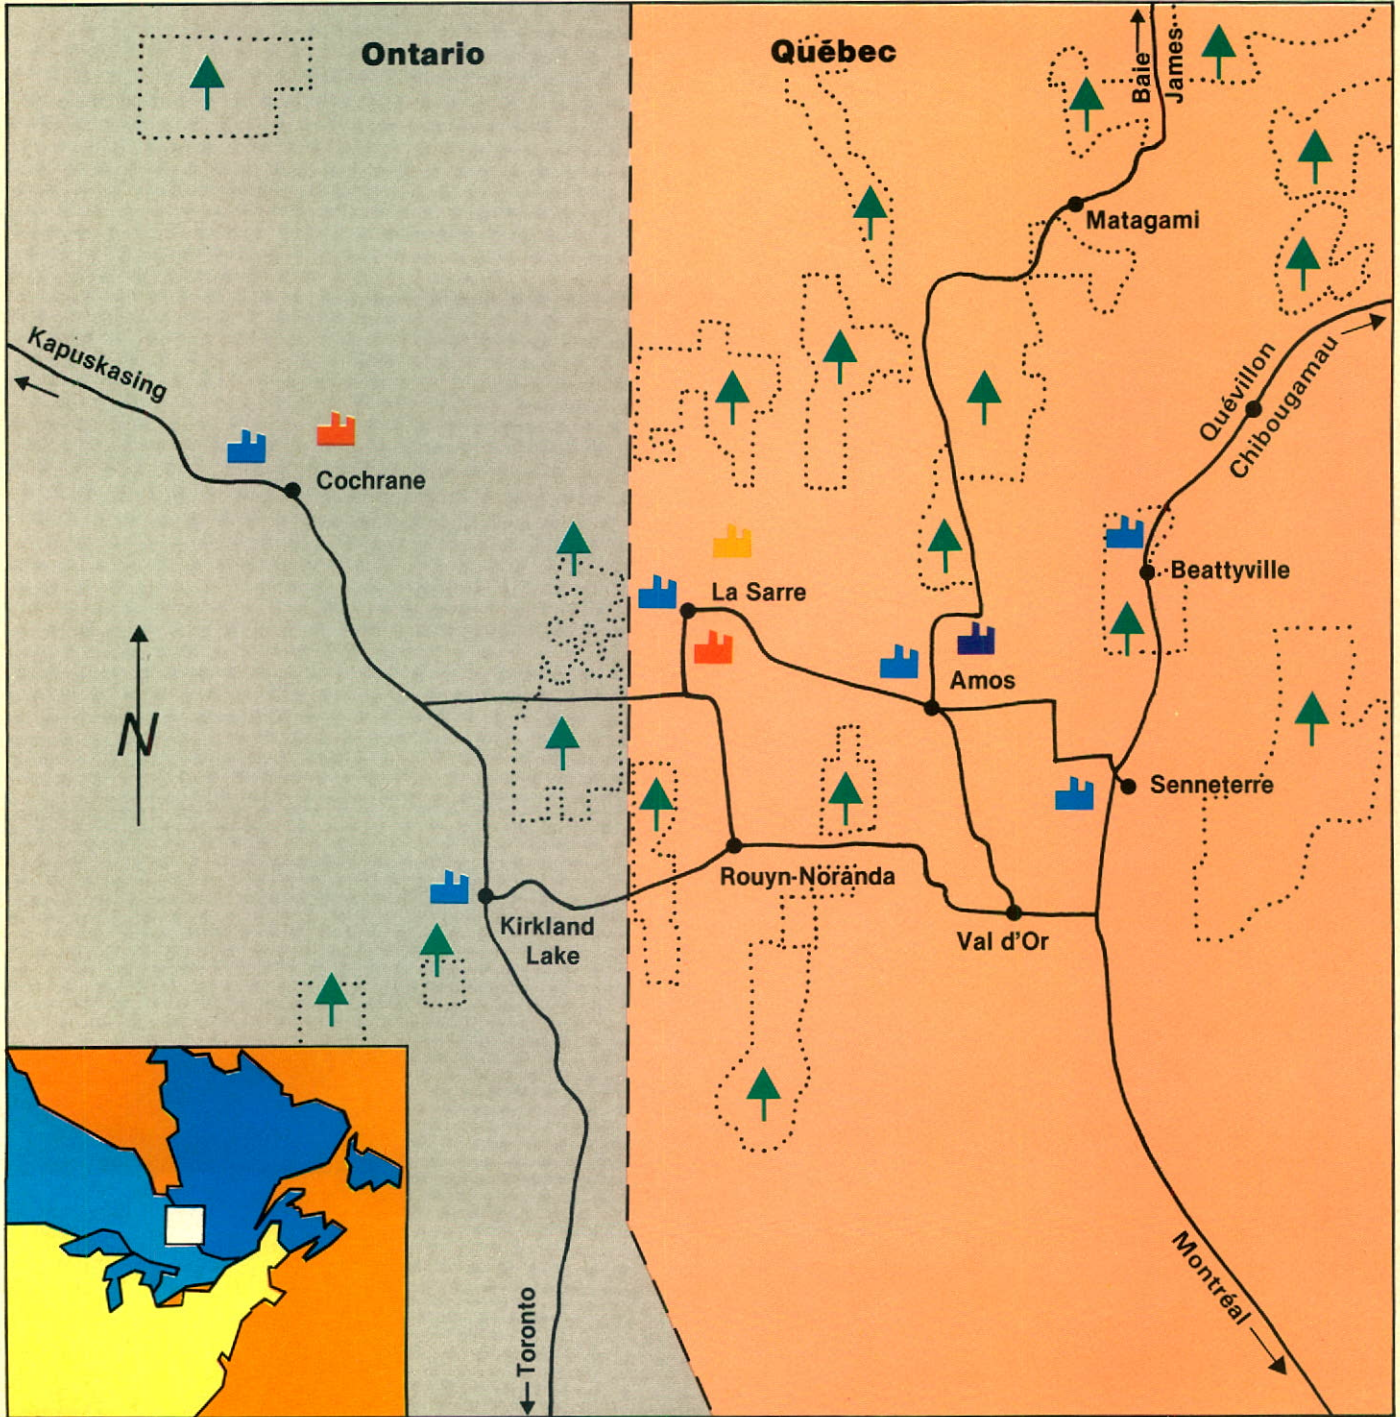 Ontario
Québec
Baie
James
Matagami
Kapuskasing
Quévillon
Chibougamau
Cochrane
La Sarre
Beattyville
Amos
N
Senneterre
Rouyn-Noranda
Kirkland
Lake
Val d'Or
Montréal
Toronto